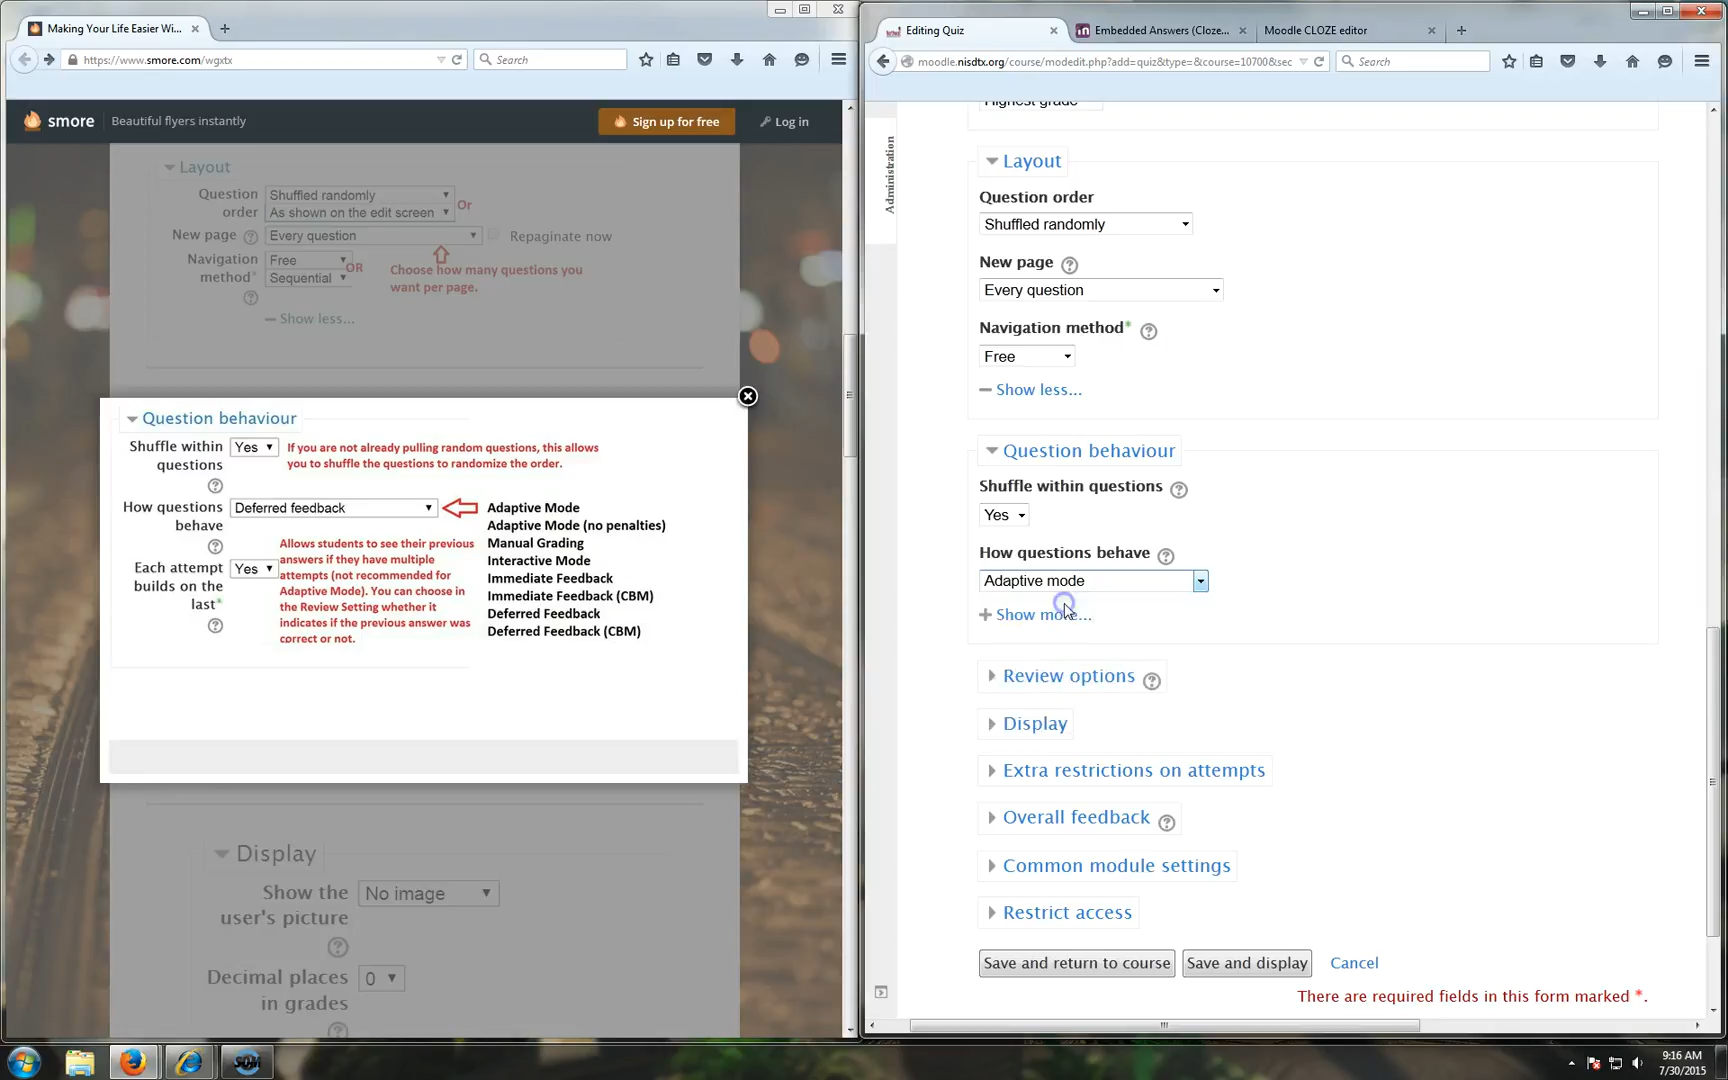 Making Your Life Easier Wi...
https://www.smore.com/wgxtx
Search
smore
Beautiful flyers instantly
Sign up for free
Log in
Layout
Question order
Shuffled randomly
As shown on the edit screen
Or
New page
Every question
Repaginate now
Navigation method*
Free
Sequential
OR
Choose how many questions you
want per page.
Show less...
Question behaviour
Shuffle within
questions
Yes
If you are not already pulling random questions, this allows
you to shuffle the questions to randomize the order.
How questions
behave
Deferred feedback
Adaptive Mode
Adaptive Mode (no penalties)
Manual Grading
Interactive Mode
Immediate Feedback
Immediate Feedback (CBM)
Deferred Feedback
Deferred Feedback (CBM)
Each attempt
builds on the
last*
Yes
Allows students to see their previous
answers if they have multiple
attempts (not recommended for
Adaptive Mode). You can choose in
the Review Setting whether it
indicates if the previous answer was
correct or not.
Display
Show the
user's picture
No image
Decimal places
in grades
0
Editing Quiz
Embedded Answers (Cloze...
Moodle CLOZE editor
moodle.nisdtx.org/course/modedit.php?add=quiz&type=&course=10700&sec
Search
Administration
Highest grade
Layout
Question order
Shuffled randomly
New page
Every question
Navigation method*
Free
Show less...
Question behaviour
Shuffle within questions
Yes
How questions behave
Adaptive mode
Show more...
Review options
Display
Extra restrictions on attempts
Overall feedback
Common module settings
Restrict access
Save and return to course
Save and display
Cancel
There are required fields in this form marked *.
9:16 AM
7/30/2015